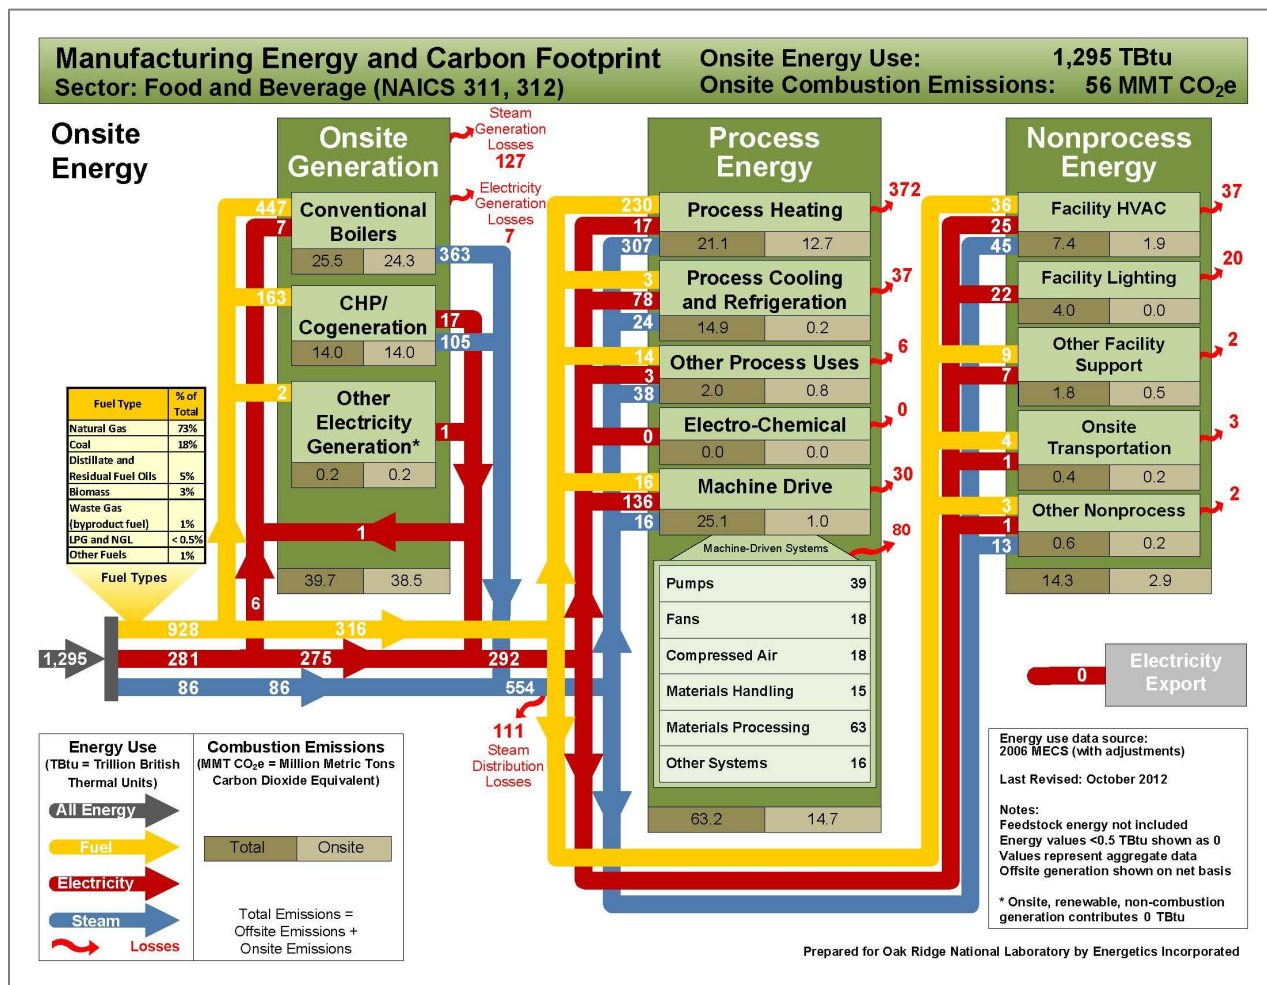 Manufacturing Energy and Carbon Footprint
Sector: Food and Beverage (NAICS 311, 312)
Onsite Energy Use: 1,295 TBtu
Onsite Combustion Emissions: 56 MMT CO₂e
Onsite
Energy
Onsite
Generation
Steam
Generation
Losses
127
Electricity
Generation
Losses
7
447
7
Conventional
Boilers
25.5 24.3
363
163
CHP/
Cogeneration
14.0 14.0
17
105
2
Other
Electricity
Generation*
0.2 0.2
1
1
39.7 38.5
6
Fuel Type % of Total
Natural Gas 73%
Coal 18%
Distillate and
Residual Fuel Oils 5%
Biomass 3%
Waste Gas
(byproduct fuel) 1%
LPG and NGL < 0.5%
Other Fuels 1%
Fuel Types
1,295
928 316
281 275 292
86 86 554
111
Steam
Distribution
Losses
Process
Energy
230
17
307
Process Heating
21.1 12.7
372
3
78
24
Process Cooling
and Refrigeration
14.9 0.2
37
14
3
38
Other Process Uses
2.0 0.8
6
0
Electro-Chemical
0.0 0.0
0
16
136
16
Machine Drive
25.1 1.0
30
Machine-Driven Systems
80
Pumps 39
Fans 18
Compressed Air 18
Materials Handling 15
Materials Processing 63
Other Systems 16
63.2 14.7
Nonprocess
Energy
36
25
45
Facility HVAC
7.4 1.9
37
22
Facility Lighting
4.0 0.0
20
9
7
Other Facility
Support
1.8 0.5
2
4
1
Onsite
Transportation
0.4 0.2
3
3
1
13
Other Nonprocess
0.6 0.2
2
14.3 2.9
0
Electricity
Export
Energy Use
(TBtu = Trillion British
Thermal Units)
All Energy
Fuel
Electricity
Steam
Losses
Combustion Emissions
(MMT CO₂e = Million Metric Tons
Carbon Dioxide Equivalent)
Total Onsite
Total Emissions =
Offsite Emissions +
Onsite Emissions
Energy use data source:
2006 MECS (with adjustments)
Last Revised: October 2012
Notes:
Feedstock energy not included
Energy values <0.5 TBtu shown as 0
Values represent aggregate data
Offsite generation shown on net basis
* Onsite, renewable, non-combustion
generation contributes 0 TBtu
Prepared for Oak Ridge National Laboratory by Energetics Incorporated